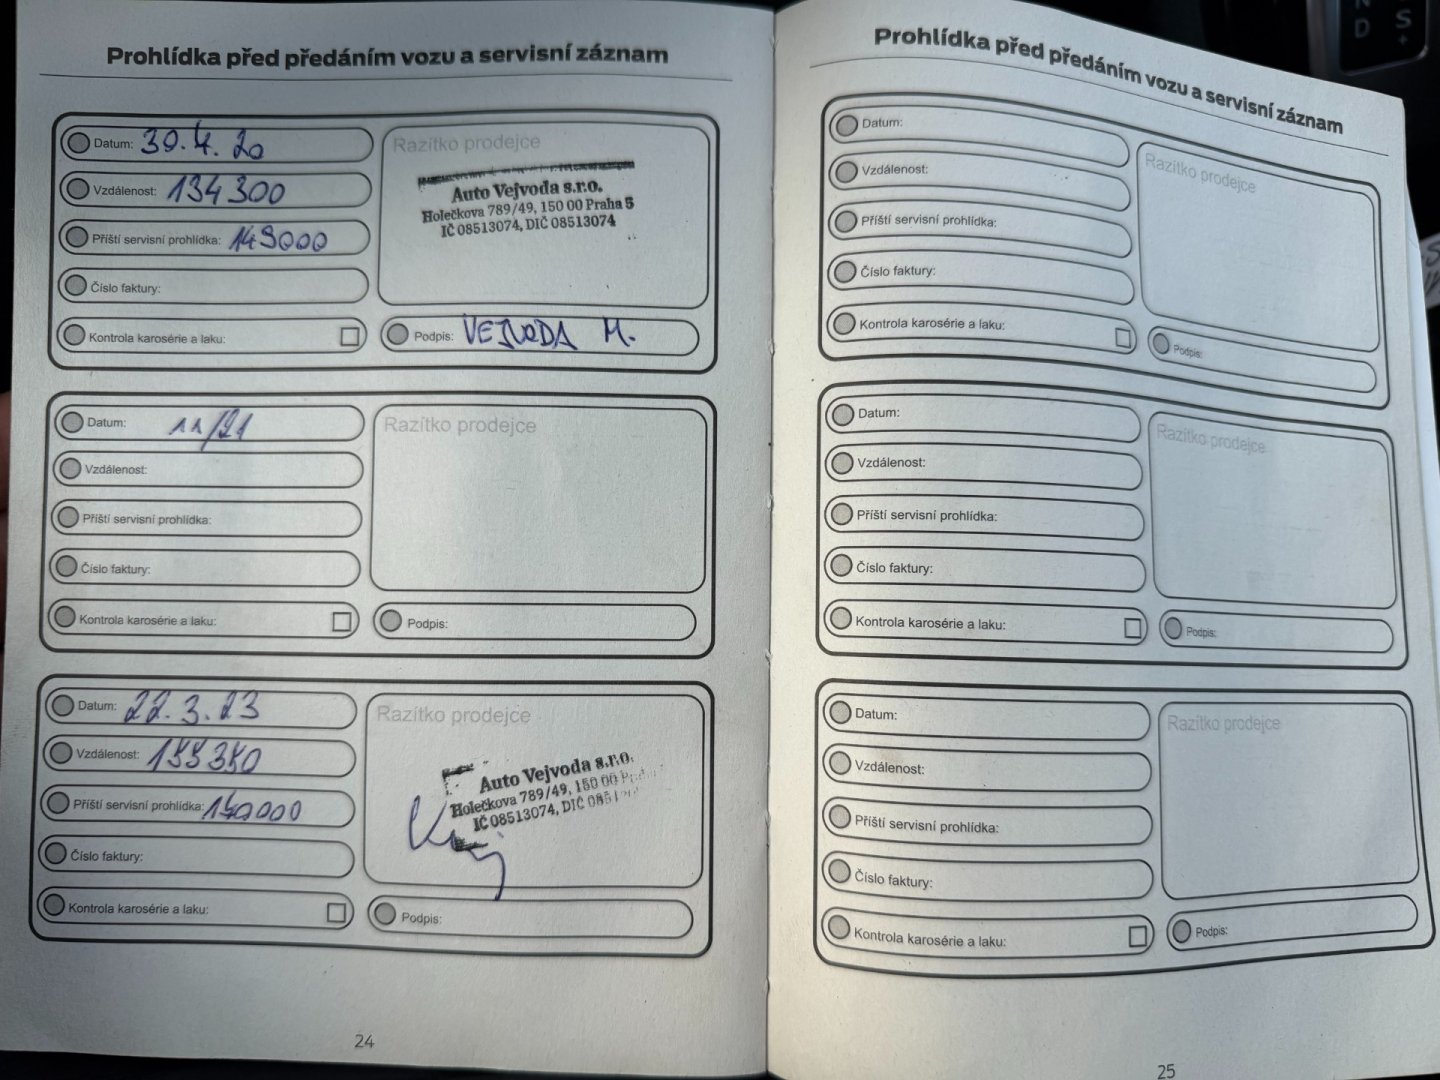 Prohlídka před předáním vozu a servisní záznam
Datum: 30.4.20
Vzdálenost: 134300
Příští servisní prohlídka: 149000
Číslo faktury:
Kontrola karosérie a laku:
Razítko prodejce
Auto Vejvoda s.r.o.
Holečkova 789/49, 150 00 Praha 5
IČ 08513074, DIČ 08513074
Podpis: VEJVODA M.
Datum: 11/21
Vzdálenost:
Příští servisní prohlídka:
Číslo faktury:
Kontrola karosérie a laku:
Razítko prodejce
Podpis:
Datum: 22.3.23
Vzdálenost:
Příští servisní prohlídka:
Číslo faktury:
Kontrola karosérie a laku:
Razítko prodejce
Auto Vejvoda s.r.o.
Holečkova 789/49, 150 00
IČ 08513074, DIČ
Podpis:
24
Prohlídka před předáním vozu a servisní záznam
Datum:
Vzdálenost:
Příští servisní prohlídka:
Číslo faktury:
Kontrola karosérie a laku:
Razítko prodejce
Podpis:
Datum:
Vzdálenost:
Příští servisní prohlídka:
Číslo faktury:
Kontrola karosérie a laku:
Razítko prodejce
Podpis:
Datum:
Vzdálenost:
Příští servisní prohlídka:
Číslo faktury:
Kontrola karosérie a laku:
Razítko prodejce
Podpis:
25
D
S
+